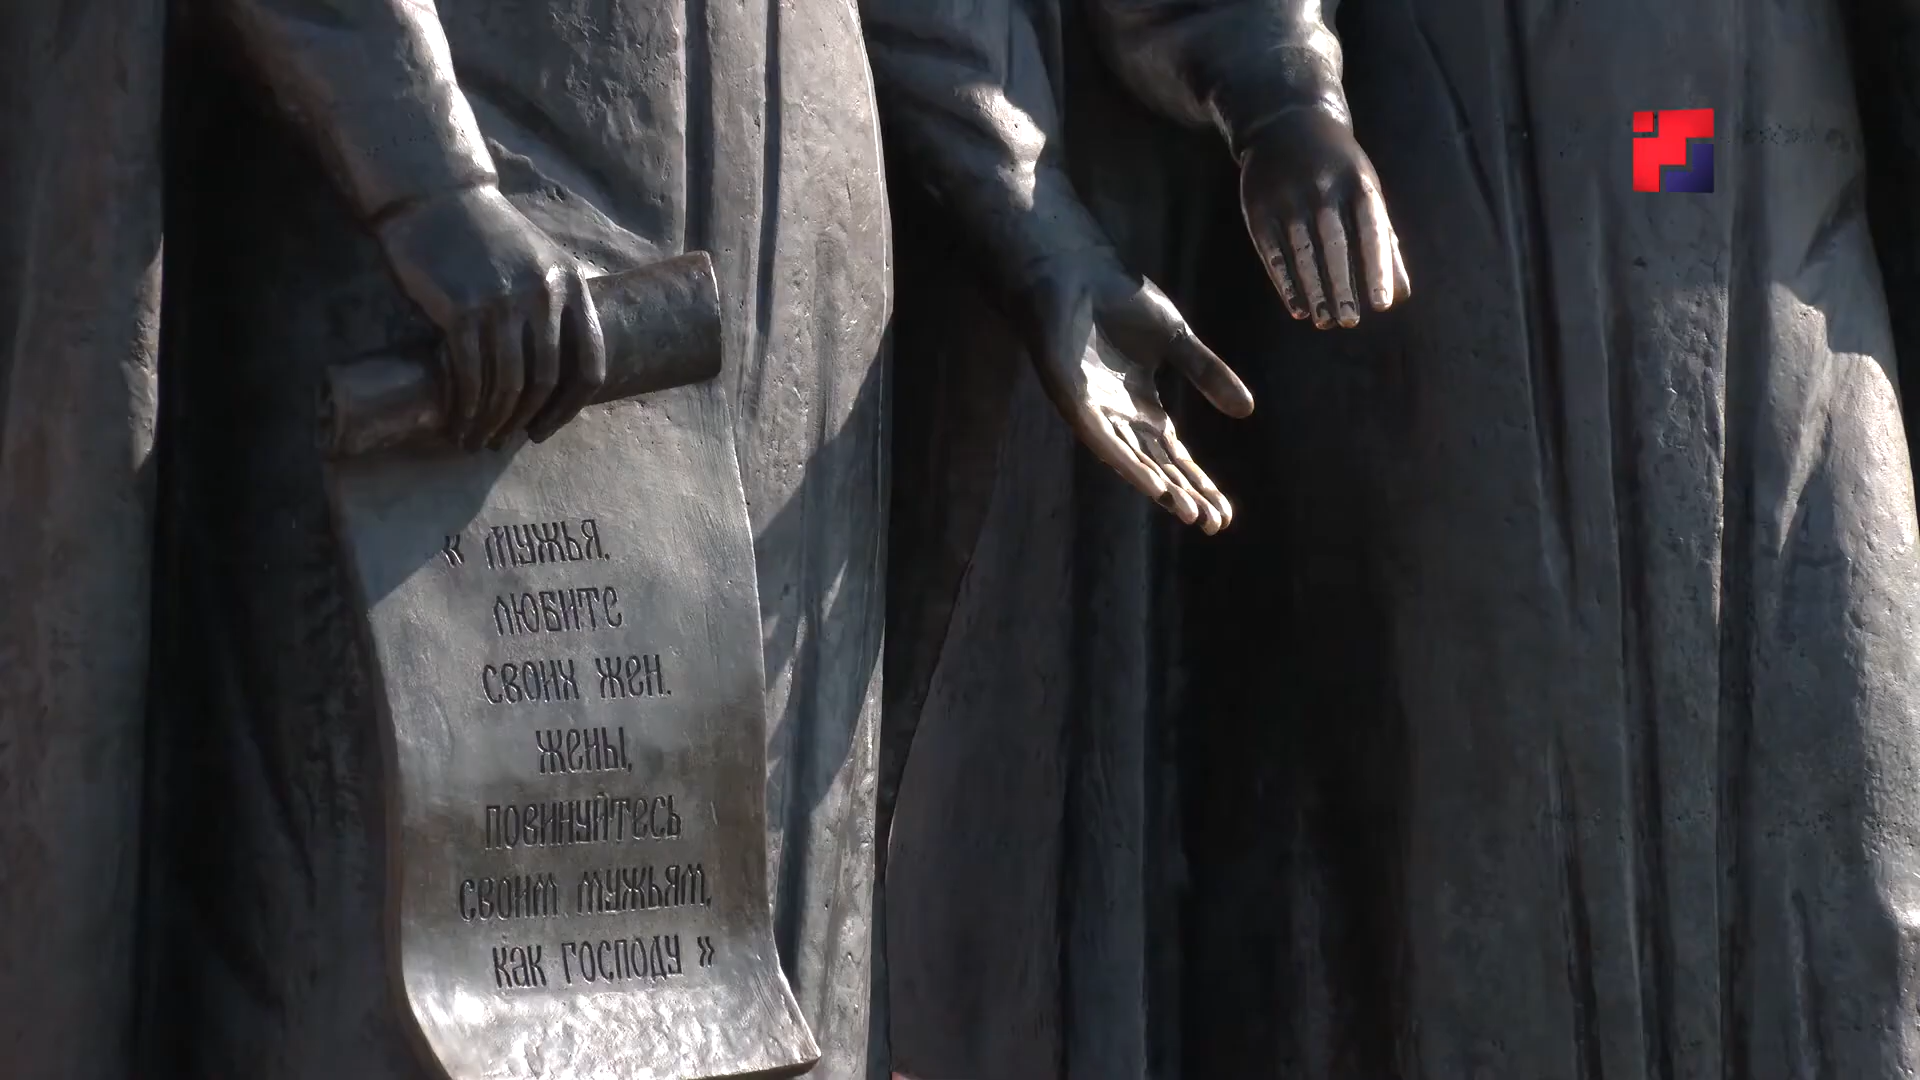 « Мужья,
любите
своих жен.
Жены,
повинуйтесь
своим мужьям,
как Господу »